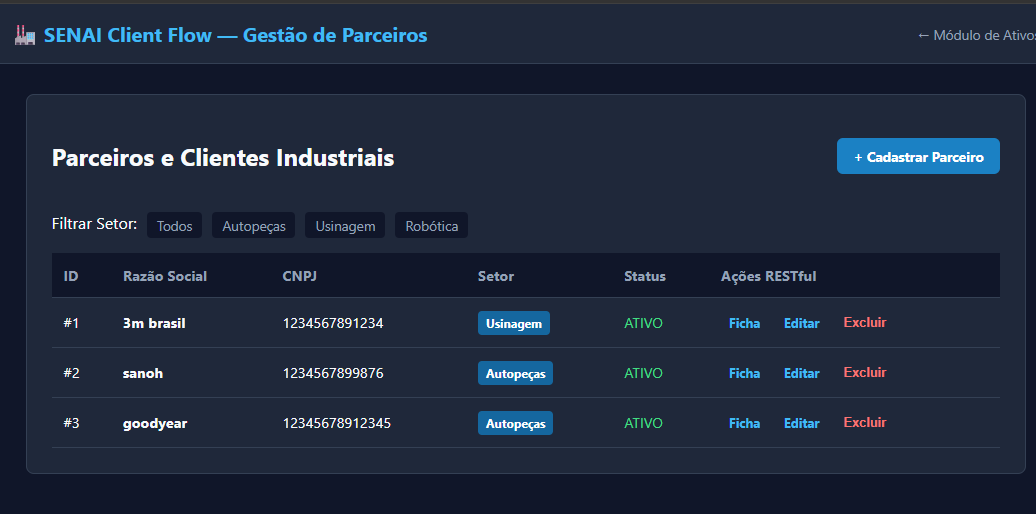 SENAI Client Flow — Gestão de Parceiros
← Módulo de Ativos
Parceiros e Clientes Industriais
+ Cadastrar Parceiro
Filtrar Setor: Todos Autopeças Usinagem Robótica
ID Razão Social CNPJ Setor Status Ações RESTful
#1 3m brasil 1234567891234 Usinagem ATIVO Ficha Editar Excluir
#2 sanoh 1234567899876 Autopeças ATIVO Ficha Editar Excluir
#3 goodyear 12345678912345 Autopeças ATIVO Ficha Editar Excluir